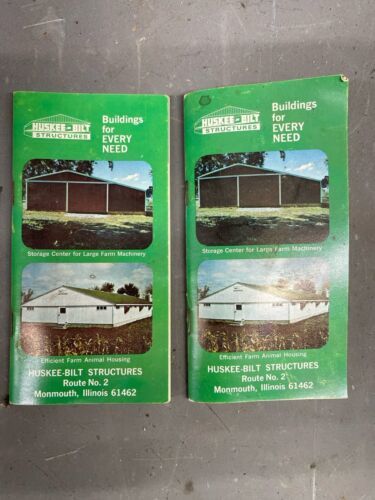 HUSKEE-BILT
STRUCTURES
Buildings
for
EVERY
NEED
Storage Center for Large Farm Machinery
Efficient Farm Animal Housing
HUSKEE-BILT STRUCTURES
Route No. 2
Monmouth, Illinois 61462
HUSKEE-BILT
STRUCTURES
Buildings
for
EVERY
NEED
Storage Center for Large Farm Machinery
Efficient Farm Animal Housing
HUSKEE-BILT STRUCTURES
Route No. 2
Monmouth, Illinois 61462